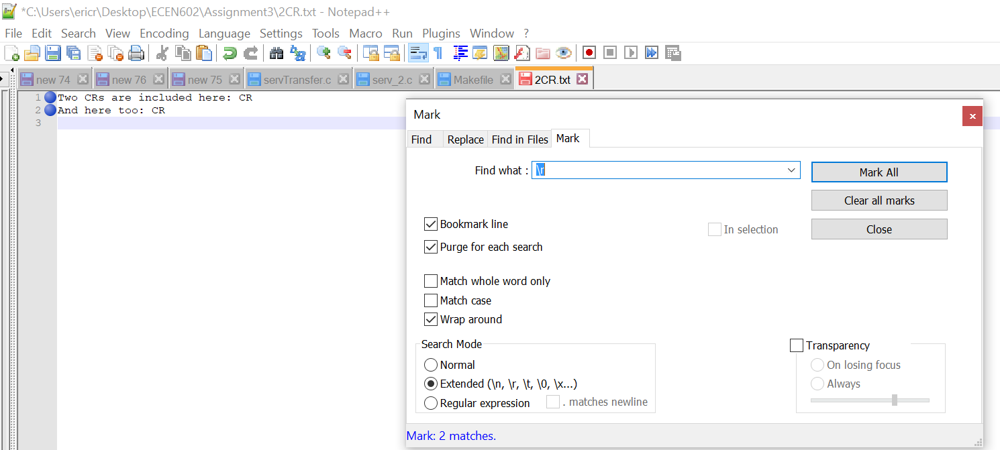 *C:\Users\ericr\Desktop\ECEN602\Assignment3\2CR.txt - Notepad++
File Edit Search View Encoding Language Settings Tools Macro Run Plugins Window ?
new 74 new 76 new 75 servTransfer.c serv_2.c Makefile 2CR.txt
1 Two CRs are included here: CR
2 And here too: CR
3
Mark
Find Replace Find in Files Mark
Find what : \r
Mark All
Clear all marks
Bookmark line
In selection
Close
Purge for each search
Match whole word only
Match case
Wrap around
Search Mode
Transparency
Normal
On losing focus
Extended (\n, \r, \t, \0, \x...)
Always
Regular expression . matches newline
Mark: 2 matches.